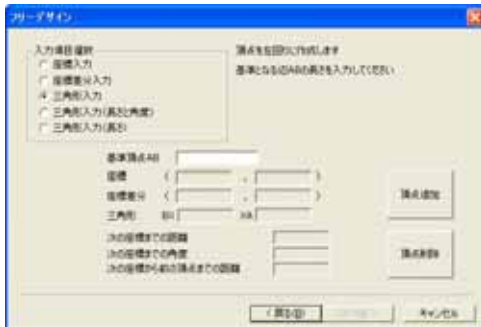 フリーデザイン
入力項目選択
座標入力
座標差分入力
三角形入力
三角形入力(長さと角度)
三角形入力(長さ)
頂点を左回りに作成します
基準となる辺ABの長さを入力してください
基準頂点AB
座標 ( , )
座標差分 ( , )
三角形
頂点追加
次の座標までの距離
次の座標までの角度
次の座標から前の頂点までの距離
頂点削除
< 戻る(B)
キャンセル